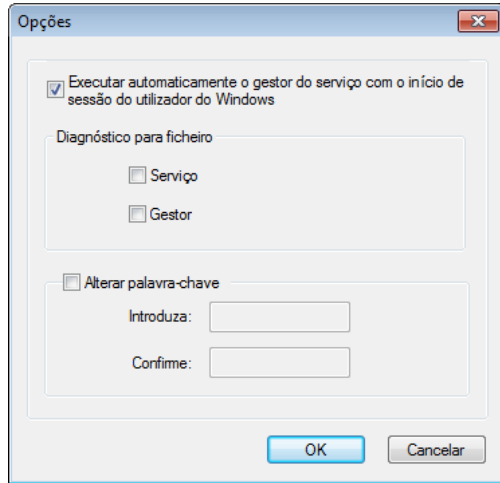 Opções
Executar automaticamente o gestor do serviço com o início de
sessão do utilizador do Windows
Diagnóstico para ficheiro
Serviço
Gestor
Alterar palavra-chave
Introduza:
Confirme:
OK
Cancelar